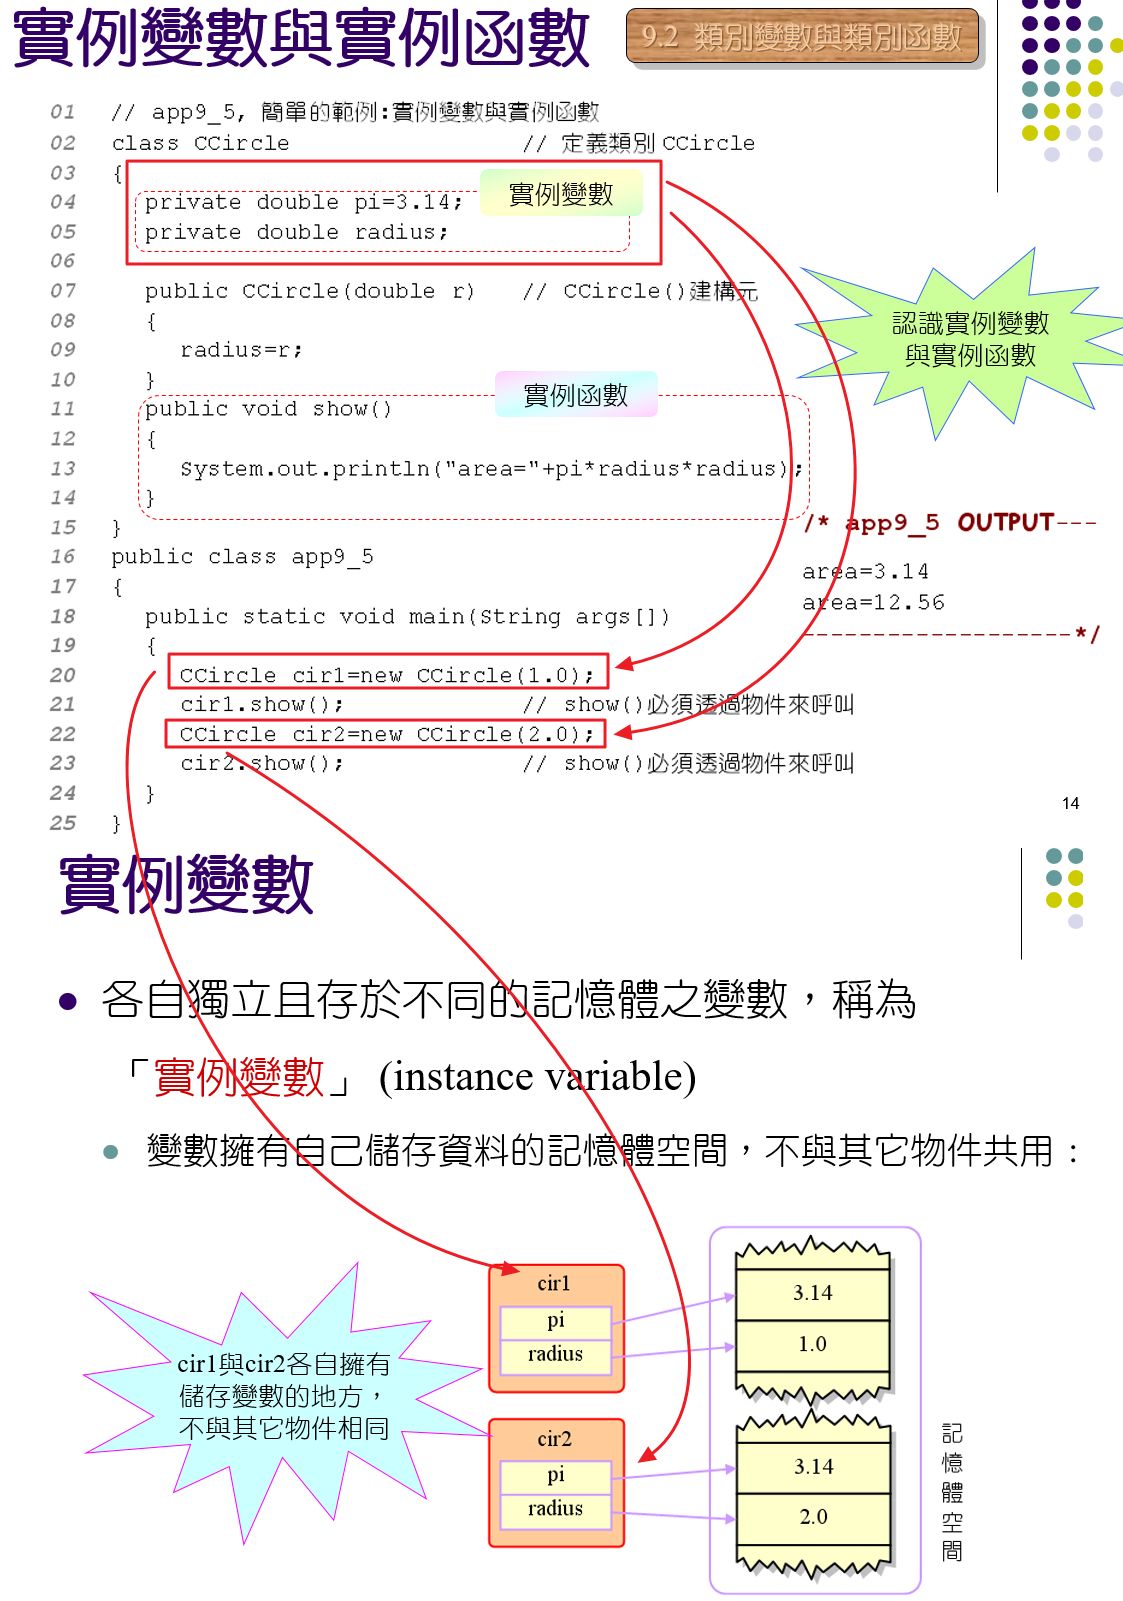 實例變數與實例函數
9.2 類別變數與類別函數
01 // app9_5, 簡單的範例:實例變數與實例函數
02 class CCircle // 定義類別 CCircle
03 {
實例變數
04 private double pi=3.14;
05 private double radius;
06
07 public CCircle(double r) // CCircle()建構元
08 {
09 radius=r;
10 }
實例函數
11 public void show()
12 {
13 System.out.println("area="+pi*radius*radius);
14 }
15 }
16 public class app9_5
17 {
18 public static void main(String args[])
19 {
20 CCircle cir1=new CCircle(1.0);
21 cir1.show(); // show()必須透過物件來呼叫
22 CCircle cir2=new CCircle(2.0);
23 cir2.show(); // show()必須透過物件來呼叫
24 }
25 }
認識實例變數
與實例函數
/* app9_5 OUTPUT---
area=3.14
area=12.56
-------------------*/
14
實例變數
各自獨立且存於不同的記憶體之變數，稱為
「實例變數」 (instance variable)
變數擁有自己儲存資料的記憶體空間，不與其它物件共用：
cir1與cir2各自擁有
儲存變數的地方，
不與其它物件相同
cir1
pi
radius
3.14
1.0
cir2
pi
radius
3.14
2.0
記憶體空間